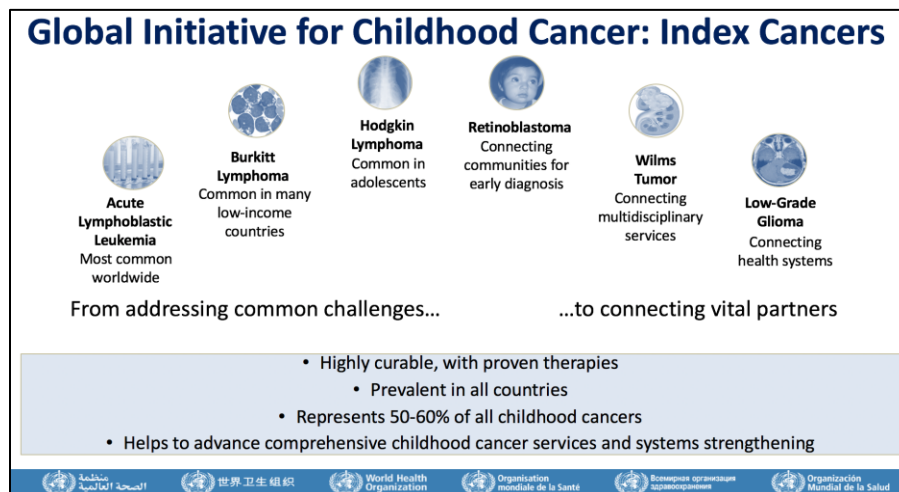 Global Initiative for Childhood Cancer: Index Cancers
Acute
Lymphoblastic
Leukemia
Most common
worldwide
Burkitt
Lymphoma
Common in many
low-income
countries
Hodgkin
Lymphoma
Common in
adolescents
Retinoblastoma
Connecting
communities for
early diagnosis
Wilms
Tumor
Connecting
multidisciplinary
services
Low-Grade
Glioma
Connecting
health systems
From addressing common challenges...
...to connecting vital partners
• Highly curable, with proven therapies
• Prevalent in all countries
• Represents 50-60% of all childhood cancers
• Helps to advance comprehensive childhood cancer services and systems strengthening
منظمة
الصحة العالمية
世界卫生组织
World Health
Organization
Organisation
mondiale de la Santé
Всемирная организация
здравоохранения
Organización
Mundial de la Salud